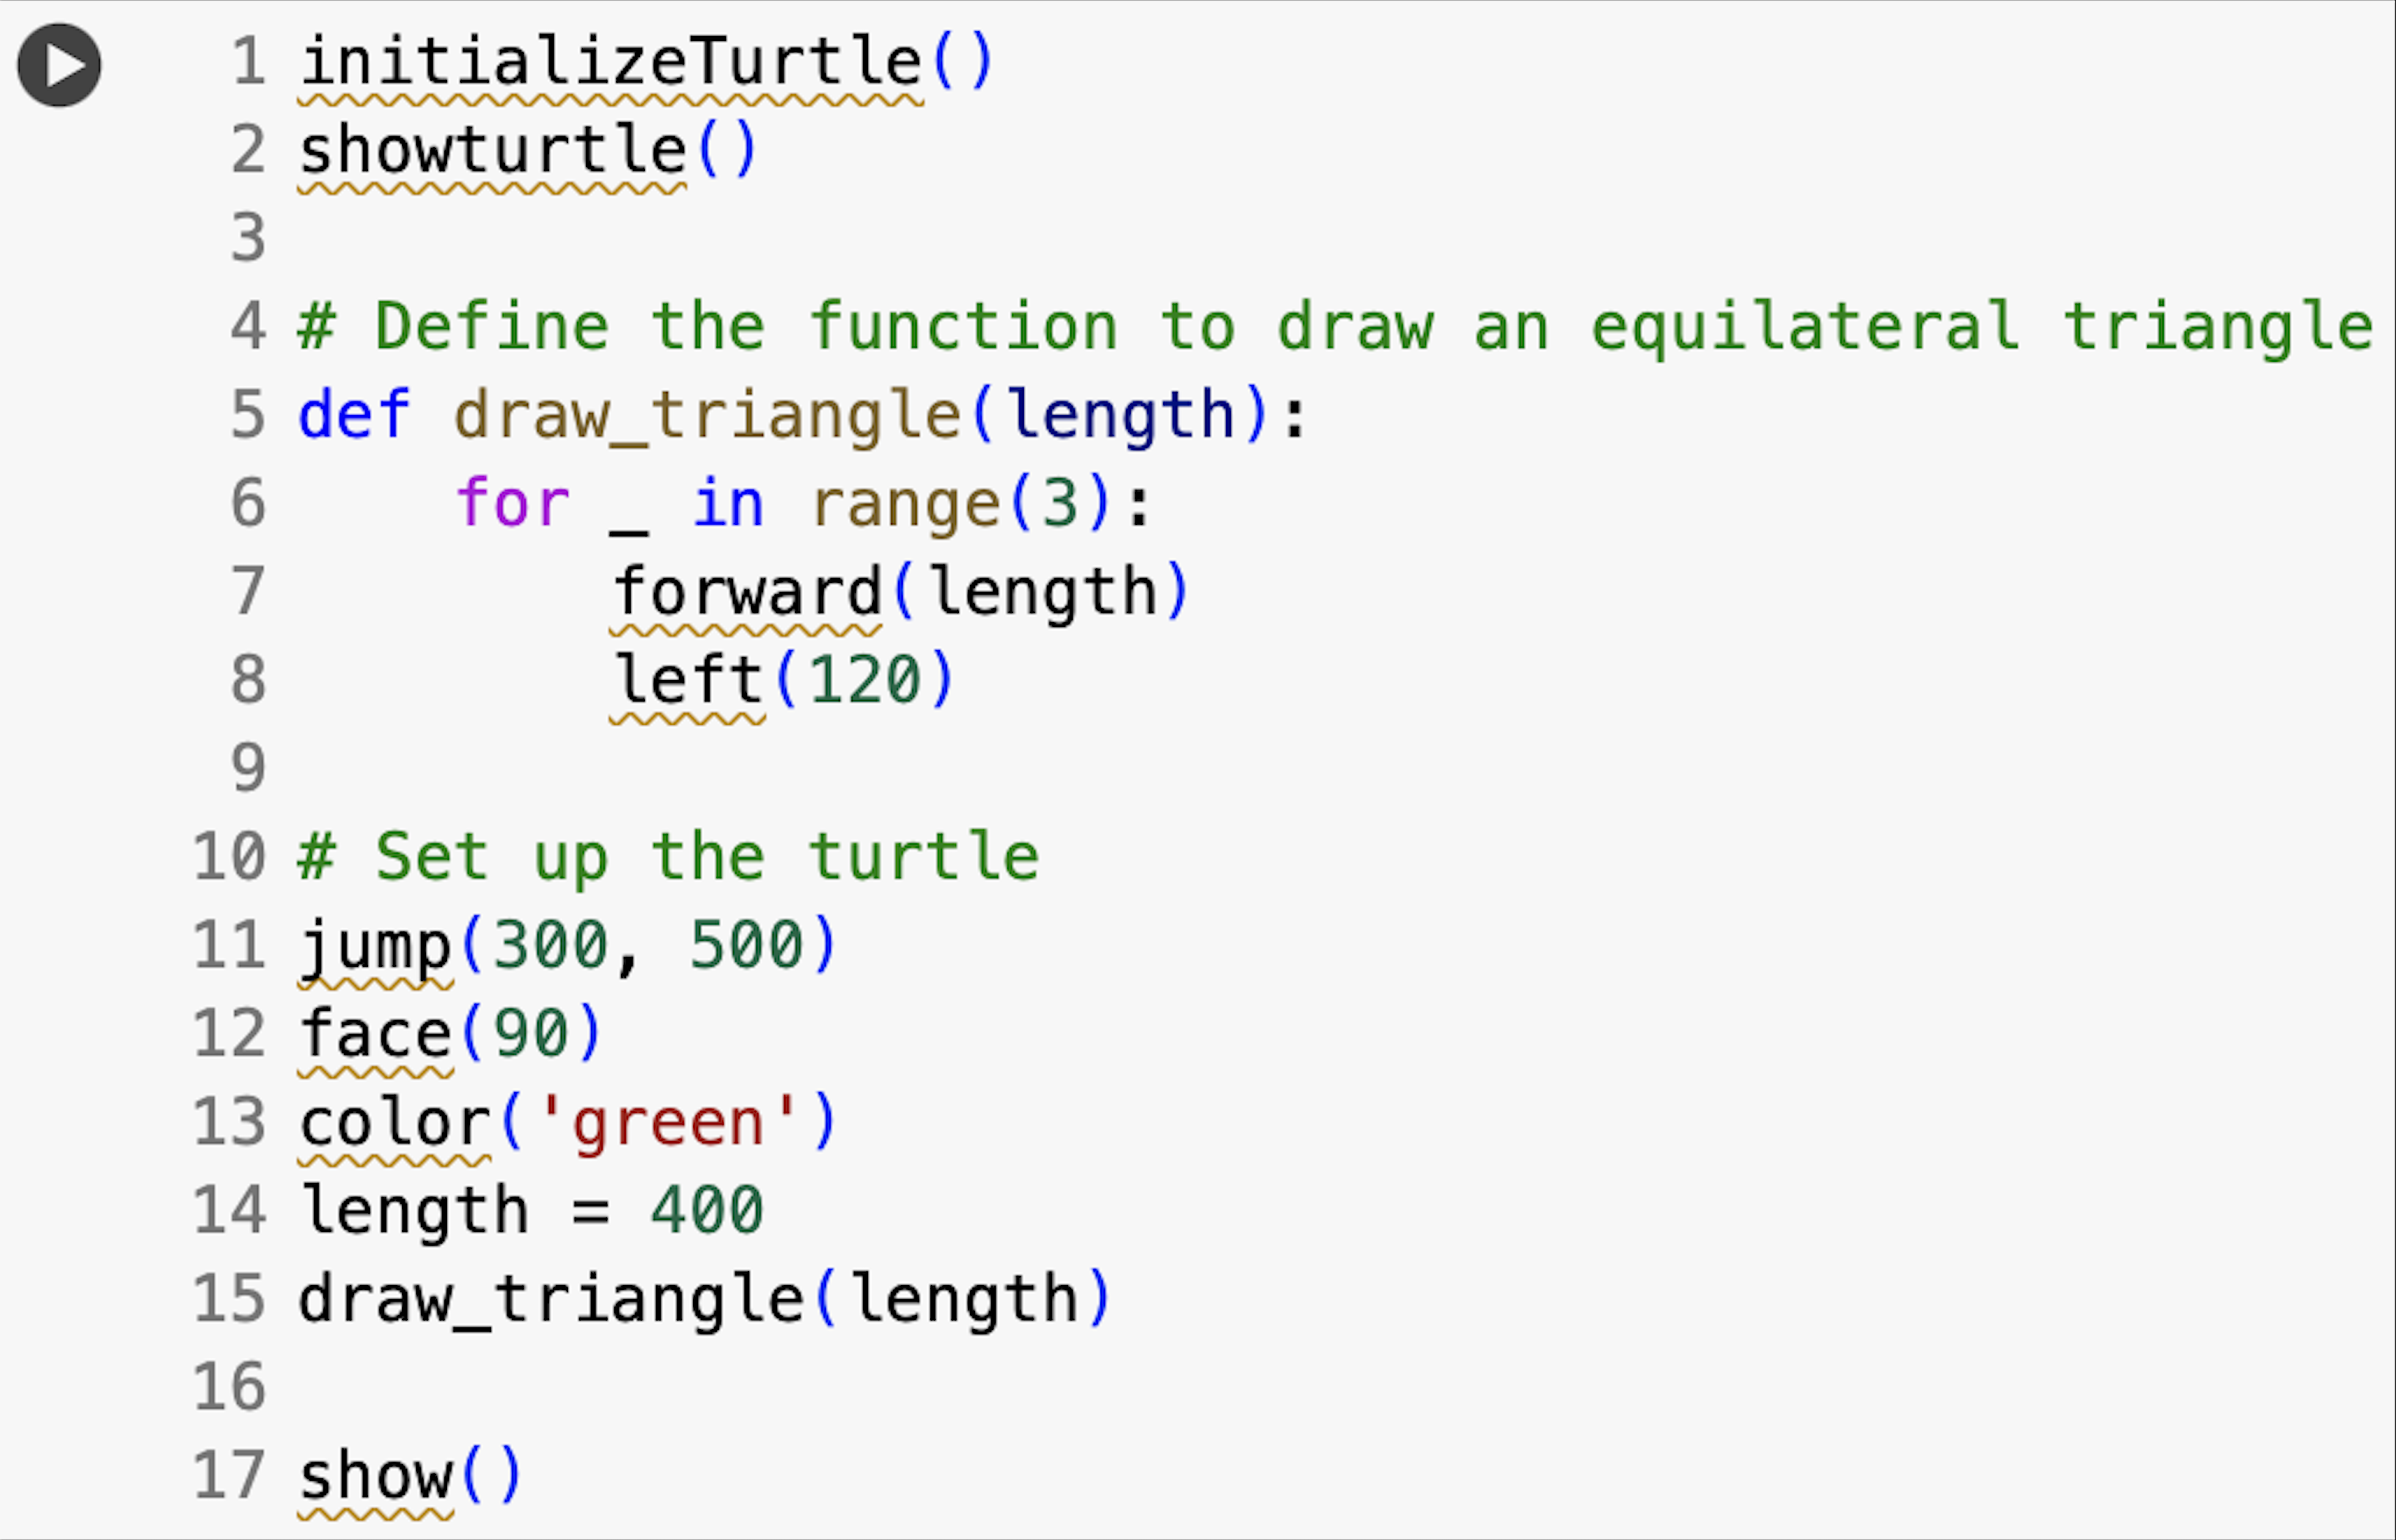 1 initializeTurtle()
2 showturtle()
3
4 # Define the function to draw an equilateral triangle
5 def draw_triangle(length):
6     for _ in range(3):
7         forward(length)
8         left(120)
9
10 # Set up the turtle
11 jump(300, 500)
12 face(90)
13 color('green')
14 length = 400
15 draw_triangle(length)
16
17 show()